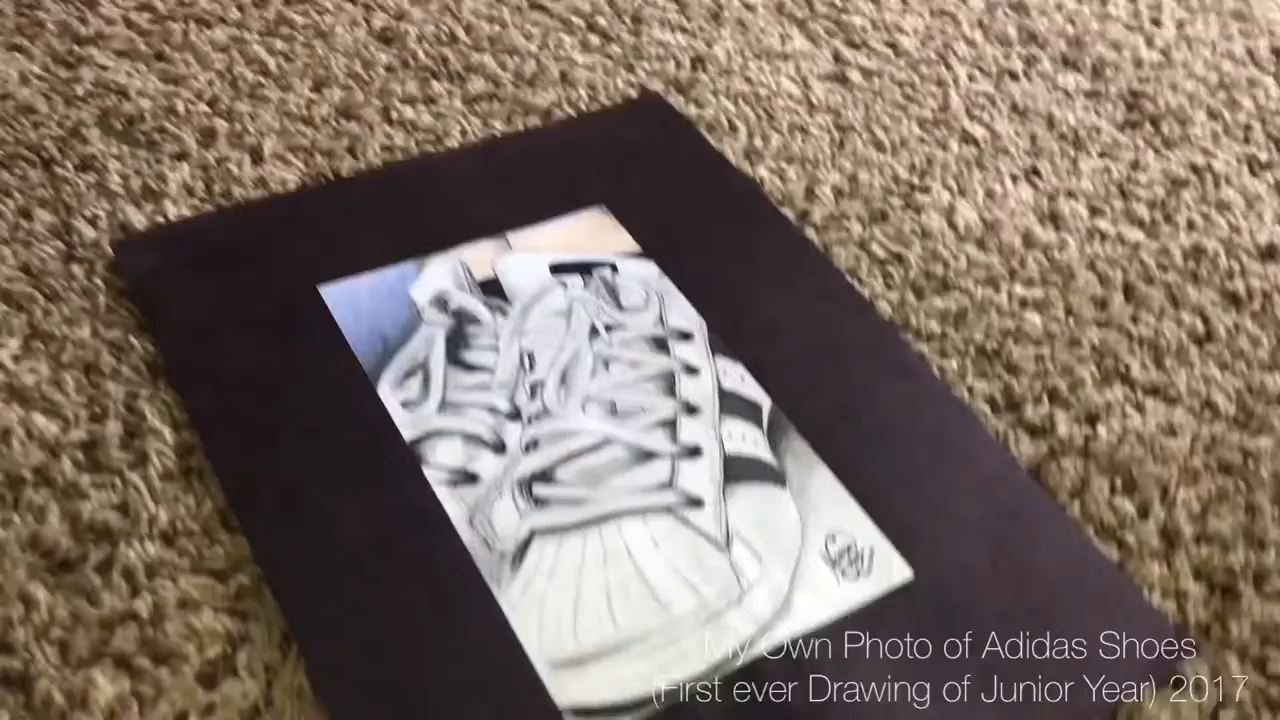 My Own Photo of Adidas Shoes
(First ever Drawing of Junior Year) 2017